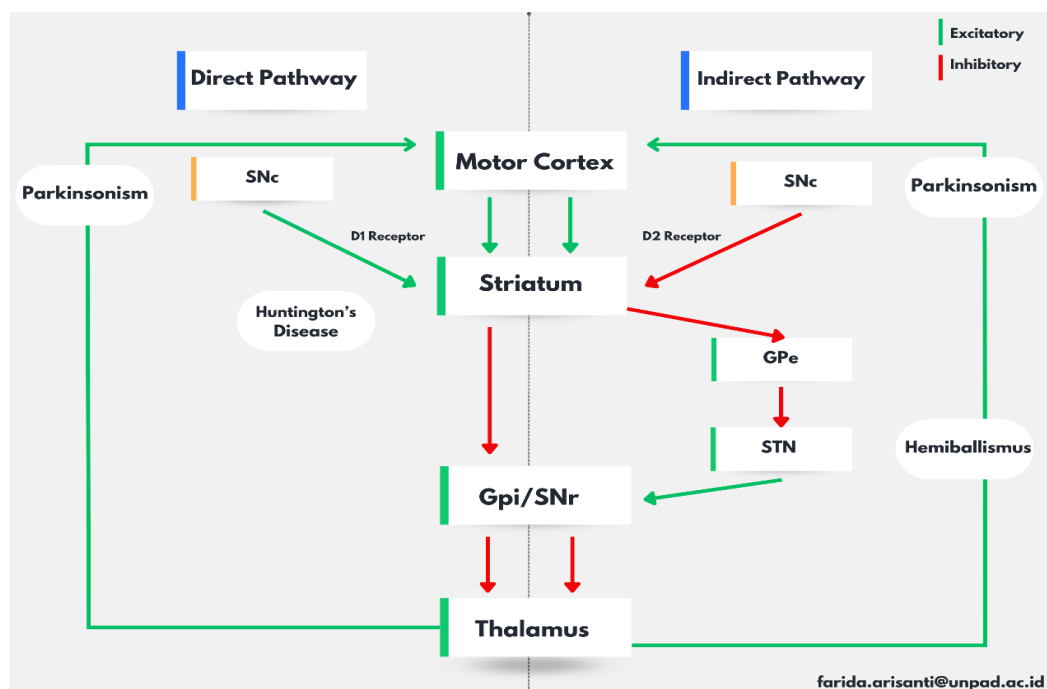 Excitatory
Inhibitory
Direct Pathway
Indirect Pathway
Motor Cortex
Parkinsonism
SNc
SNc
Parkinsonism
D1 Receptor
D2 Receptor
Striatum
Huntington's
Disease
GPe
STN
Hemiballismus
Gpi/SNr
Thalamus
farida.arisanti@unpad.ac.id